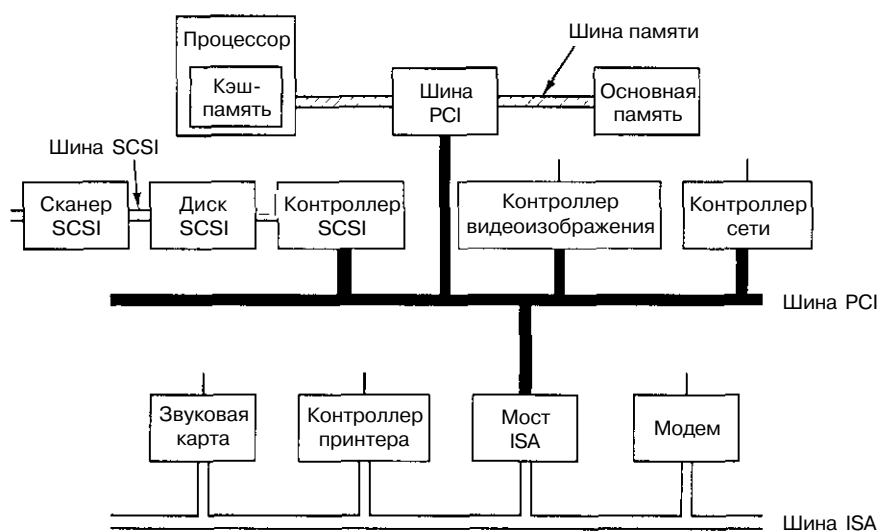 Шина памяти
Процессор
Кэш-
память
Шина
PCI
Основная
память
Шина SCSI
Сканер
SCSI
Диск
SCSI
Контроллер
SCSI
Контроллер
видеоизображения
Контроллер
сети
Шина PCI
Звуковая
карта
Контроллер
принтера
Мост
ISA
Модем
Шина ISA